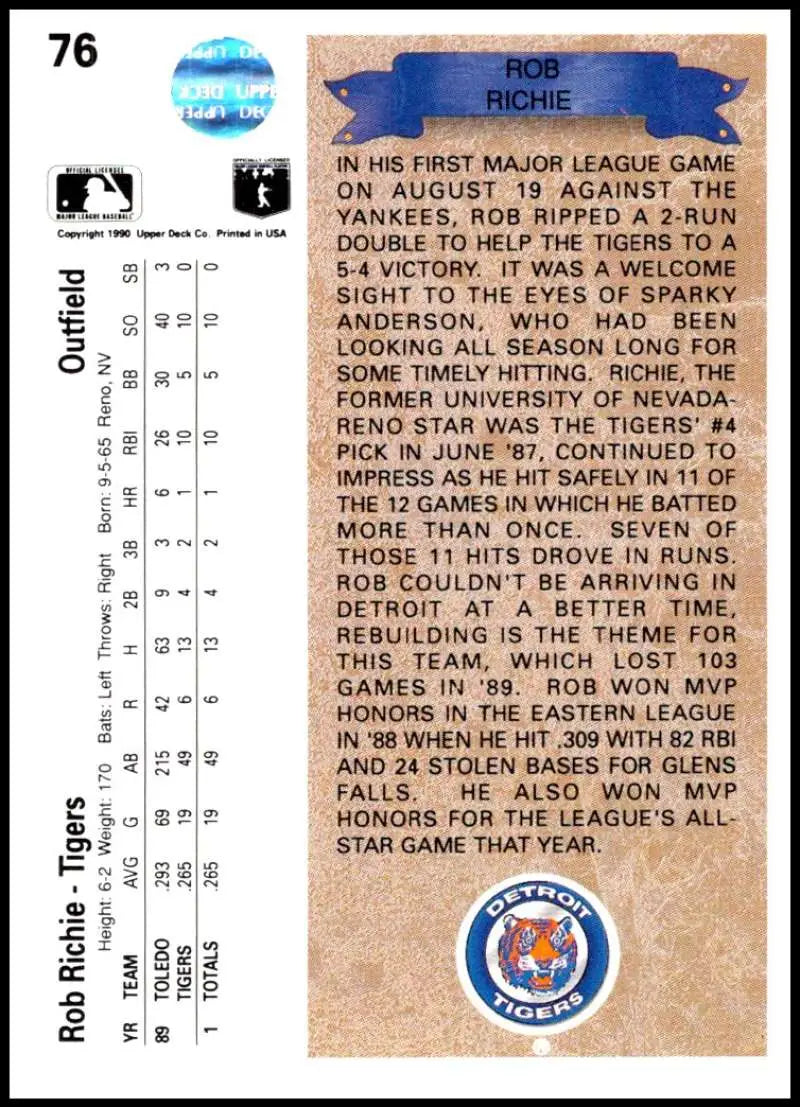 76
UPPER DECK
OFFICIAL LICENSEE
MAJOR LEAGUE BASEBALL
OFFICIALLY LICENSED
Copyright 1990 Upper Deck Co. Printed in USA
Rob Richie - Tigers Outfield
Height: 6-2 Weight: 170 Bats: Left Throws: Right Born: 9-5-65 Reno, NV
YR TEAM AVG G AB R H 2B 3B HR RBI BB SO SB
89 TOLEDO .293 69 215 42 63 9 3 6 26 30 40 3
TIGERS .265 19 49 6 13 4 2 1 10 5 10 0
1 TOTALS .265 19 49 6 13 4 2 1 10 5 10 0
ROB
RICHIE
IN HIS FIRST MAJOR LEAGUE GAME
ON AUGUST 19 AGAINST THE
YANKEES, ROB RIPPED A 2-RUN
DOUBLE TO HELP THE TIGERS TO A
5-4 VICTORY. IT WAS A WELCOME
SIGHT TO THE EYES OF SPARKY
ANDERSON, WHO HAD BEEN
LOOKING ALL SEASON LONG FOR
SOME TIMELY HITTING. RICHIE, THE
FORMER UNIVERSITY OF NEVADA-
RENO STAR WAS THE TIGERS' #4
PICK IN JUNE '87, CONTINUED TO
IMPRESS AS HE HIT SAFELY IN 11 OF
THE 12 GAMES IN WHICH HE BATTED
MORE THAN ONCE. SEVEN OF
THOSE 11 HITS DROVE IN RUNS.
ROB COULDN'T BE ARRIVING IN
DETROIT AT A BETTER TIME,
REBUILDING IS THE THEME FOR
THIS TEAM, WHICH LOST 103
GAMES IN '89. ROB WON MVP
HONORS IN THE EASTERN LEAGUE
IN '88 WHEN HE HIT .309 WITH 82 RBI
AND 24 STOLEN BASES FOR GLENS
FALLS. HE ALSO WON MVP
HONORS FOR THE LEAGUE'S ALL-
STAR GAME THAT YEAR.
DETROIT
TIGERS